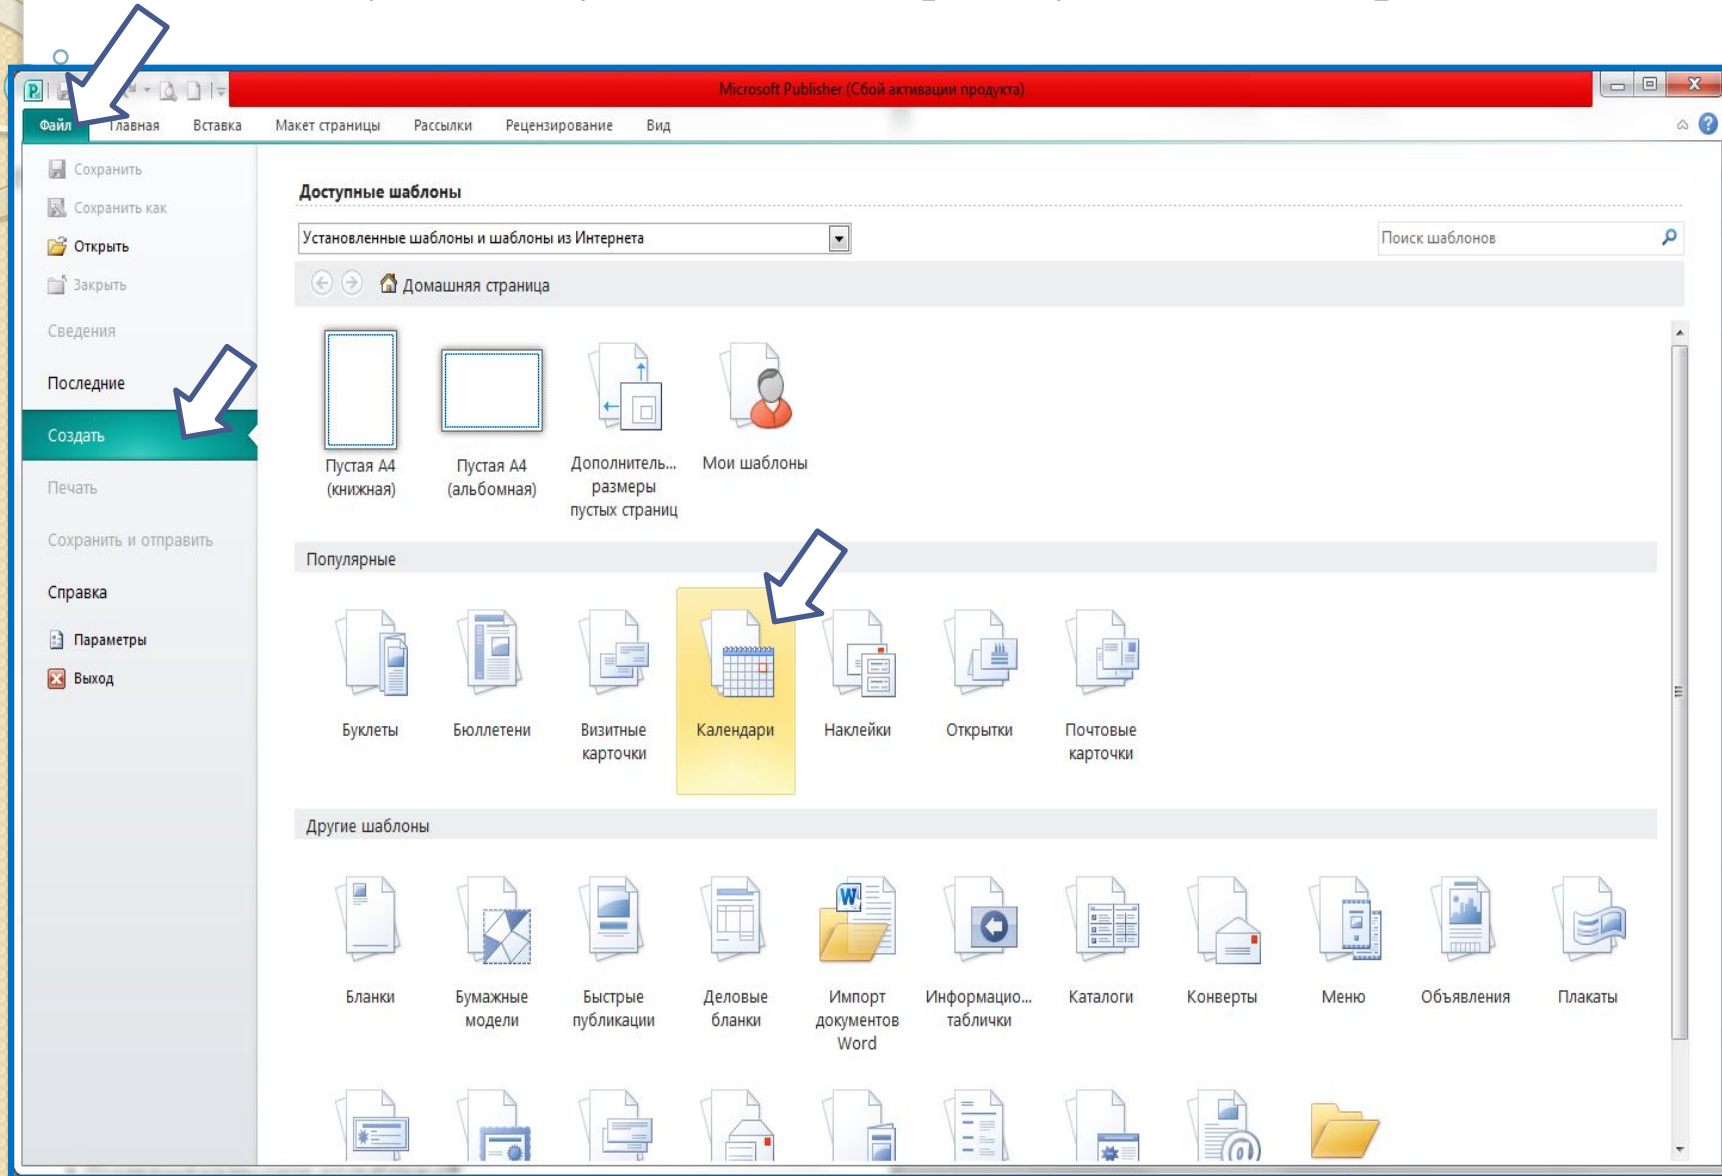 Microsoft Publisher (Сбой активации продукта)
Файл Главная Вставка Макет страницы Рассылки Рецензирование Вид
Сохранить
Сохранить как
Открыть
Закрыть
Сведения
Последние
Создать
Печать
Сохранить и отправить
Справка
Параметры
Выход
Доступные шаблоны
Установленные шаблоны и шаблоны из Интернета
Поиск шаблонов
Домашняя страница
Пустая A4
(книжная)
Пустая A4
(альбомная)
Дополнитель...
размеры
пустых страниц
Мои шаблоны
Популярные
Буклеты
Бюллетени
Визитные
карточки
Календари
Наклейки
Открытки
Почтовые
карточки
Другие шаблоны
Бланки
Бумажные
модели
Быстрые
публикации
Деловые
бланки
Импорт
документов
Word
Информацио...
таблички
Каталоги
Конверты
Меню
Объявления
Плакаты